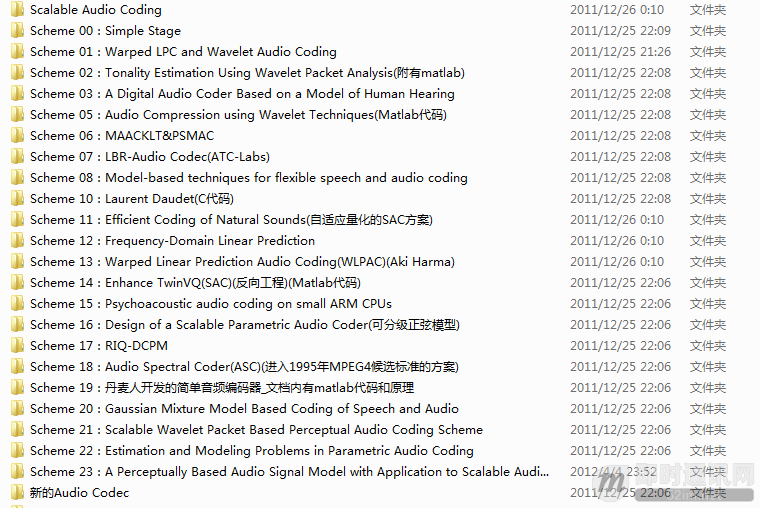 Scalable Audio Coding 2011/12/26 0:10 文件夹
Scheme 00 : Simple Stage 2011/12/25 22:09 文件夹
Scheme 01 : Warped LPC and Wavelet Audio Coding 2011/12/25 21:26 文件夹
Scheme 02 : Tonality Estimation Using Wavelet Packet Analysis(附有matlab) 2011/12/25 22:08 文件夹
Scheme 03 : A Digital Audio Coder Based on a Model of Human Hearing 2011/12/25 22:08 文件夹
Scheme 05 : Audio Compression using Wavelet Techniques(Matlab代码) 2011/12/25 22:08 文件夹
Scheme 06 : MAACKLT&PSMAC 2011/12/25 22:08 文件夹
Scheme 07 : LBR-Audio Codec(ATC-Labs) 2011/12/25 22:08 文件夹
Scheme 08 : Model-based techniques for flexible speech and audio coding 2011/12/25 22:08 文件夹
Scheme 10 : Laurent Daudet(C代码) 2011/12/25 22:08 文件夹
Scheme 11 : Efficient Coding of Natural Sounds(自适应量化的SAC方案) 2011/12/26 0:10 文件夹
Scheme 12 : Frequency-Domain Linear Prediction 2011/12/26 0:10 文件夹
Scheme 13 : Warped Linear Prediction Audio Coding(WLPAC)(Aki Harma) 2011/12/26 0:10 文件夹
Scheme 14 : Enhance TwinVQ(SAC)(反向工程)(Matlab代码) 2011/12/25 22:06 文件夹
Scheme 15 : Psychoacoustic audio coding on small ARM CPUs 2011/12/25 22:06 文件夹
Scheme 16 : Design of a Scalable Parametric Audio Coder(可分级正弦模型) 2011/12/25 22:06 文件夹
Scheme 17 : RIQ-DCPM 2011/12/25 22:06 文件夹
Scheme 18 : Audio Spectral Coder(ASC)(进入1995年MPEG4候选标准的方案) 2011/12/25 22:06 文件夹
Scheme 19 : 丹麦人开发的简单音频编码器_文档内有matlab代码和原理 2011/12/25 22:06 文件夹
Scheme 20 : Gaussian Mixture Model Based Coding of Speech and Audio 2011/12/25 22:06 文件夹
Scheme 21 : Scalable Wavelet Packet Based Perceptual Audio Coding Scheme 2011/12/25 22:06 文件夹
Scheme 22 : Estimation and Modeling Problems in Parametric Audio Coding 2011/12/25 22:06 文件夹
Scheme 23 : A Perceptually Based Audio Signal Model with Application to Scalable Audi... 2012/4/4 23:52 文件夹
新的Audio Codec 2011/12/25 22:06 文件夹
即时通讯网